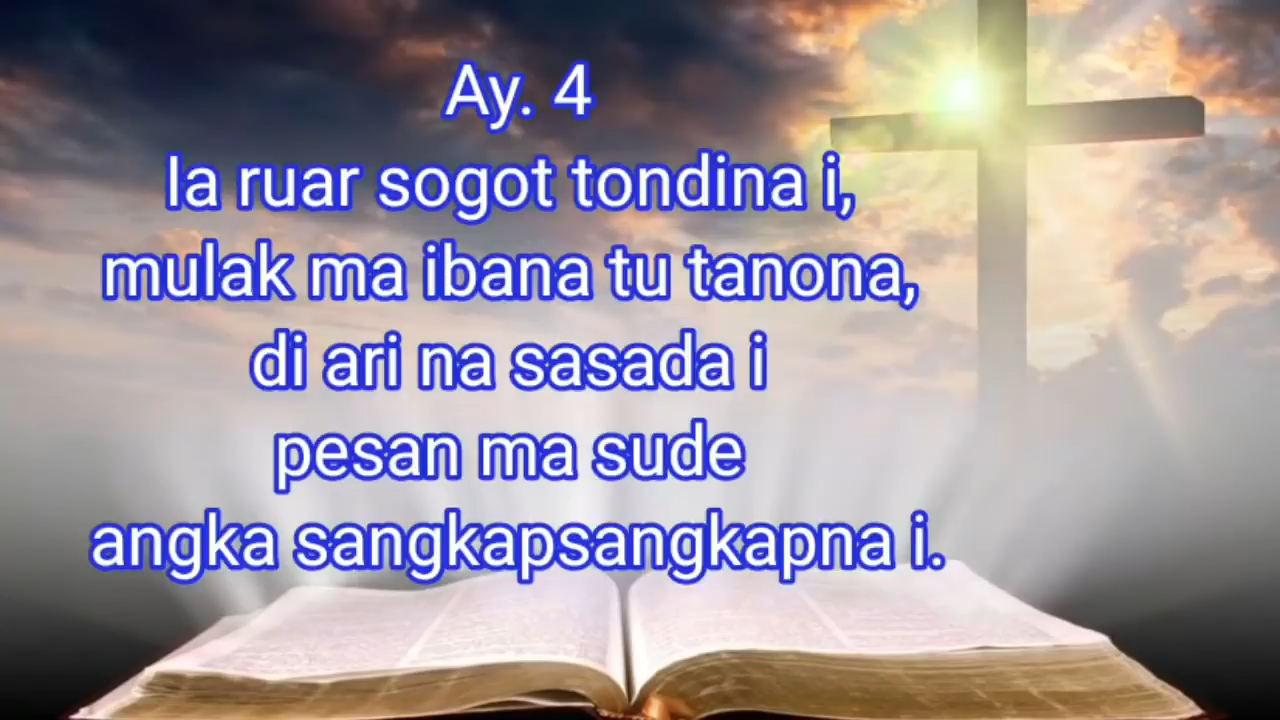 Ay. 4
Ia ruar sogot tondina i,
mulak ma ibana tu tanona,
di ari na sasada i
pesan ma sude
angka sangkapsangkapna i.